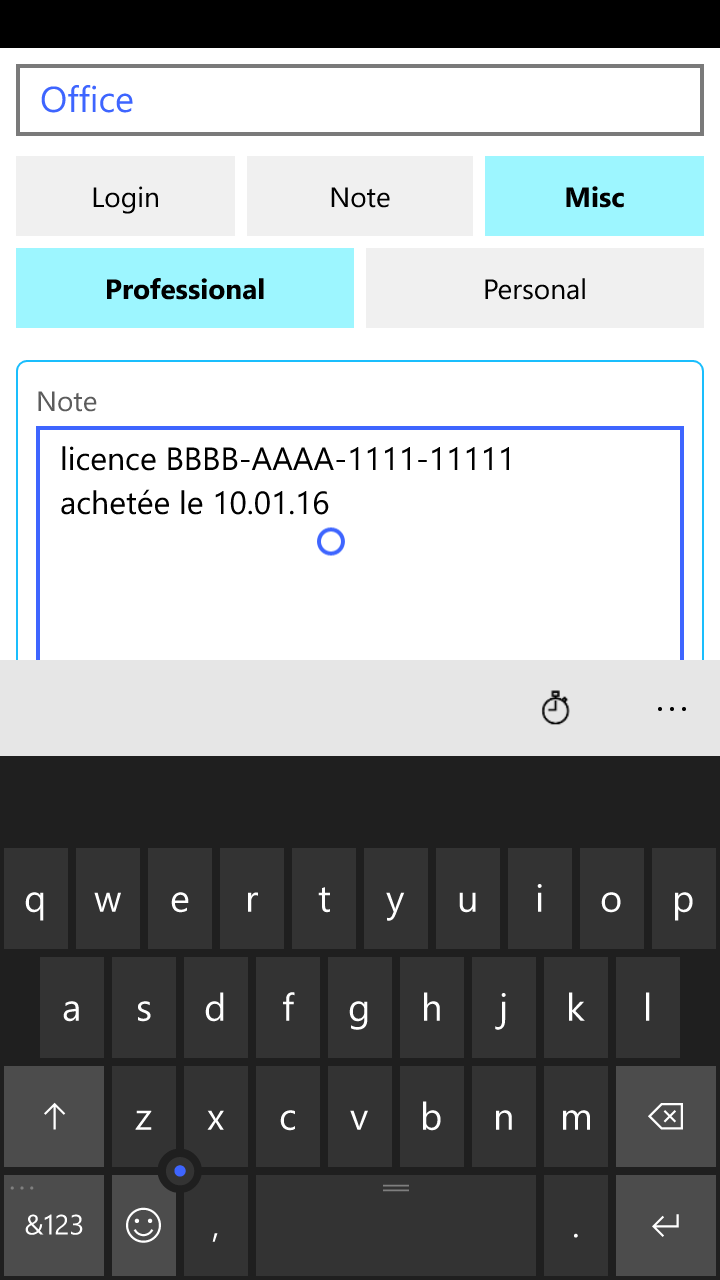 Office
Login Note Misc
Professional Personal
Note
licence BBBB-AAAA-1111-11111
achetée le 10.01.16
q w e r t y u i o p
a s d f g h j k l
z x c v b n m
&123 , .